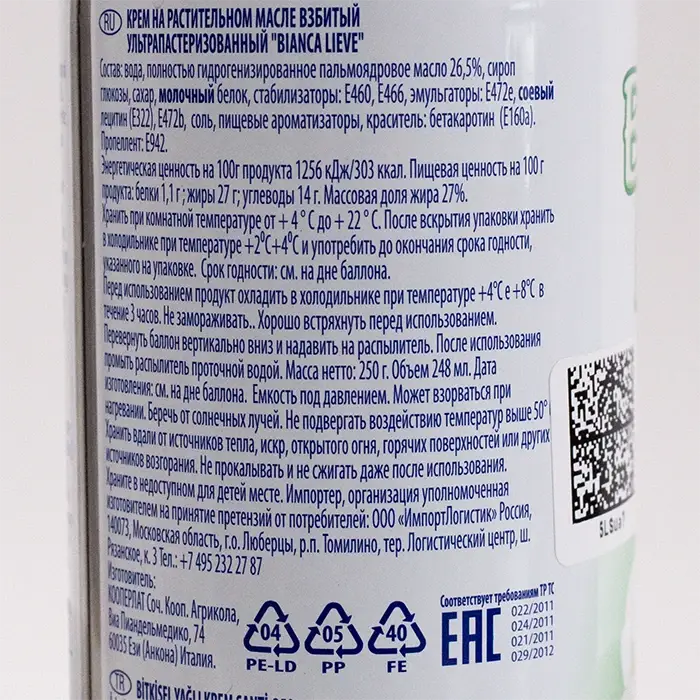 RU КРЕМ НА РАСТИТЕЛЬНОМ МАСЛЕ ВЗБИТЫЙ
УЛЬТРАПАСТЕРИЗОВАННЫЙ "BIANCA LIEVE"
Состав: вода, полностью гидрогенизированное пальмоядровое масло 26,5%, сироп
глюкозы, сахар, молочный белок, стабилизаторы: Е460, Е466, эмульгаторы: Е472е, соевый
лецитин (Е322), Е472b, соль, пищевые ароматизаторы, краситель: бетакаротин (Е160а).
Пропеллент: Е942.
Энергетическая ценность на 100г продукта 1256 кДж/303 ккал. Пищевая ценность на 100 г
продукта: белки 1,1 г; жиры 27 г; углеводы 14 г. Массовая доля жира 27%.
Хранить при комнатной температуре от + 4 °C до + 22 °C. После вскрытия упаковки хранить
в холодильнике при температуре +2⁰C+4⁰C и употребить до окончания срока годности,
указанного на упаковке. Срок годности: см. на дне баллона.
Перед использованием продукт охладить в холодильнике при температуре +4°C e +8°C в
течение 3 часов. Не замораживать.. Хорошо встряхнуть перед использованием.
Перевернуть баллон вертикально вниз и надавить на распылитель. После использования
промыть распылитель проточной водой. Масса нетто: 250 г. Объем 248 мл. Дата
изготовления: см. на дне баллона. Емкость под давлением. Может взорваться при
нагревании. Беречь от солнечных лучей. Не подвергать воздействию температур выше 50°
Хранить вдали от источников тепла, искр, открытого огня, горячих поверхностей или других
источников возгорания. Не прокалывать и не сжигать даже после использования.
Храните в недоступном для детей месте. Импортер, организация уполномоченная
изготовителем на принятие претензий от потребителей: ООО «ИмпортЛогистик» Россия,
140073, Московская область, г.о. Люберцы, р.п. Томилино, тер. Логистический центр, ш.
Рязанское, к. 3 Тел.: +7 495 232 27 87
Изготовитель:
КООПЕРЛАТ Соч. Кооп. Агрикола,
Виа Пиандельмедико, 74
60035 Ези (Анкона) Италия.
04 05 40
PE-LD PP FE
EAC
Соответствует требованиям ТР ТС
022/2011
024/2011
021/2011
029/2012
5LSua1
TR BİTKİSEL YAĞLI KREM ŞANTİ